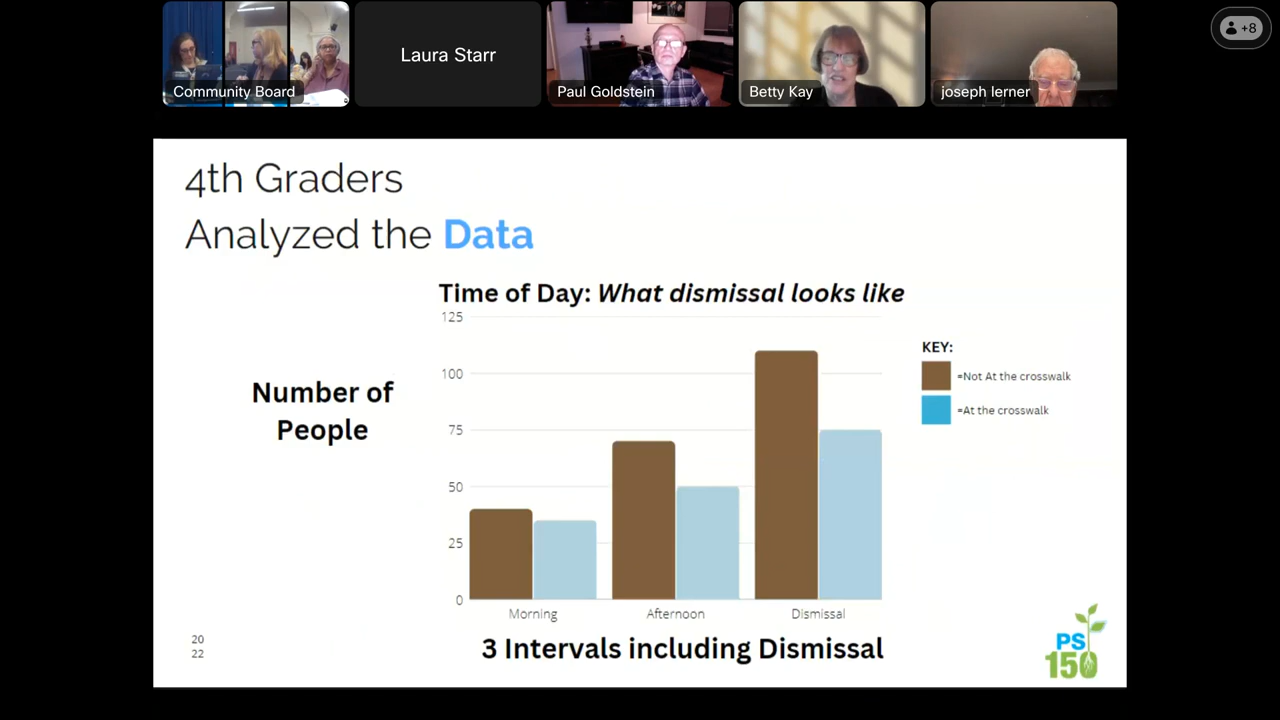 Community Board
Laura Starr
Paul Goldstein
Betty Kay
joseph lerner
+8
4th Graders
Analyzed the Data
Time of Day: What dismissal looks like
Number of
People
125
100
75
50
25
0
Morning
Afternoon
Dismissal
3 Intervals including Dismissal
KEY:
=Not At the crosswalk
=At the crosswalk
20
22
PS
150